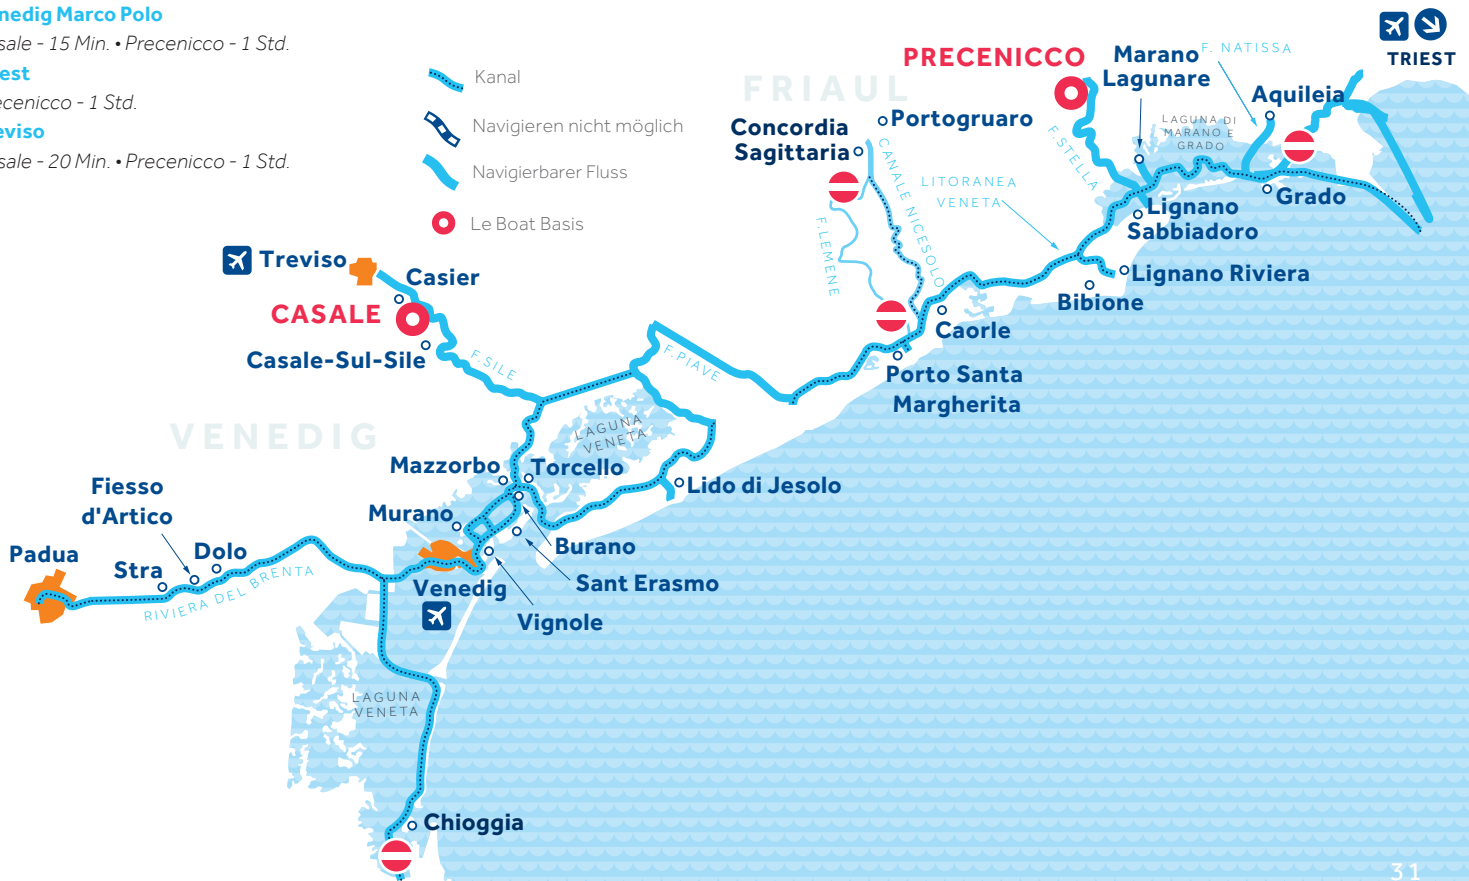 nedig Marco Polo
sale - 15 Min. • Precenicco - 1 Std.
est
ecenicco - 1 Std.
eviso
sale - 20 Min. • Precenicco - 1 Std.
Kanal
Navigieren nicht möglich
Navigierbarer Fluss
Le Boat Basis
FRIAUL
VENEDIG
TRIEST
PRECENICCO
Marano
Lagunare
F. NATISSA
Aquileia
LAGUNA DI
MARANO E
GRADO
Grado
F. STELLA
Concordia
Sagittaria
Portogruaro
CANALE NICESOLO
F. LEMENE
LITORANEA
VENETA
Lignano
Sabbiadoro
Lignano Riviera
Bibione
Caorle
Porto Santa
Margherita
Treviso
Casier
CASALE
Casale-Sul-Sile
F. SILE
F. PIAVE
LAGUNA
VENETA
Mazzorbo
Torcello
Lido di Jesolo
Murano
Burano
Sant Erasmo
Vignole
Venedig
Fiesso
d'Artico
Padua
Stra
Dolo
RIVIERA DEL BRENTA
LAGUNA
VENETA
Chioggia
31